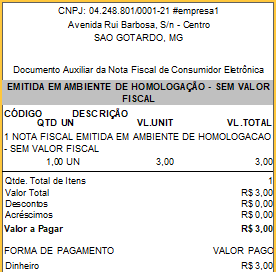 CNPJ: 04.248.801/0001-21 #empresa1
Avenida Rui Barbosa, S/n - Centro
SAO GOTARDO, MG
Documento Auxiliar da Nota Fiscal de Consumidor Eletrônica
EMITIDA EM AMBIENTE DE HOMOLOGAÇÃO - SEM VALOR
FISCAL
CÓDIGO DESCRIÇÃO
QTD UN VL.UNIT VL.TOTAL
1 NOTA FISCAL EMITIDA EM AMBIENTE DE HOMOLOGACAO
- SEM VALOR FISCAL
1,00 UN 3,00 3,00
Qtde. Total de Itens 1
Valor Total R$ 3,00
Descontos R$ 0,00
Acréscimos R$ 0,00
Valor a Pagar R$ 3,00
FORMA DE PAGAMENTO VALOR PAGO
Dinheiro R$ 3,00